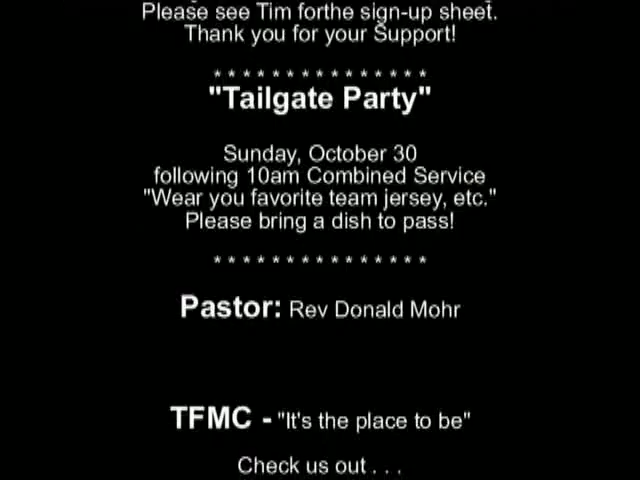 Please see Tim forthe sign-up sheet.
Thank you for your Support!
* * * * * * * * * * * * * * *
"Tailgate Party"
Sunday, October 30
following 10am Combined Service
"Wear you favorite team jersey, etc."
Please bring a dish to pass!
* * * * * * * * * * * * * * *
Pastor: Rev Donald Mohr
TFMC - "It's the place to be"
Check us out . . .